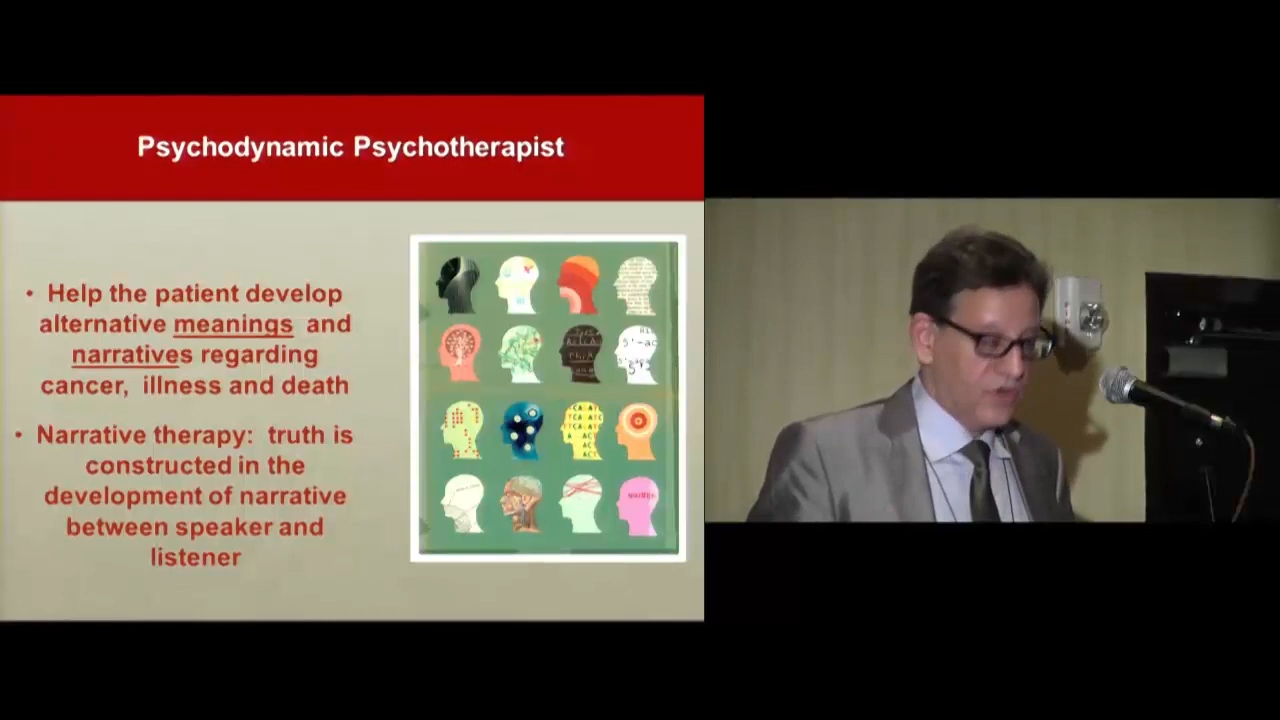 Psychodynamic Psychotherapist
• Help the patient develop
alternative meanings and
narratives regarding
cancer, illness and death
• Narrative therapy: truth is
constructed in the
development of narrative
between speaker and
listener